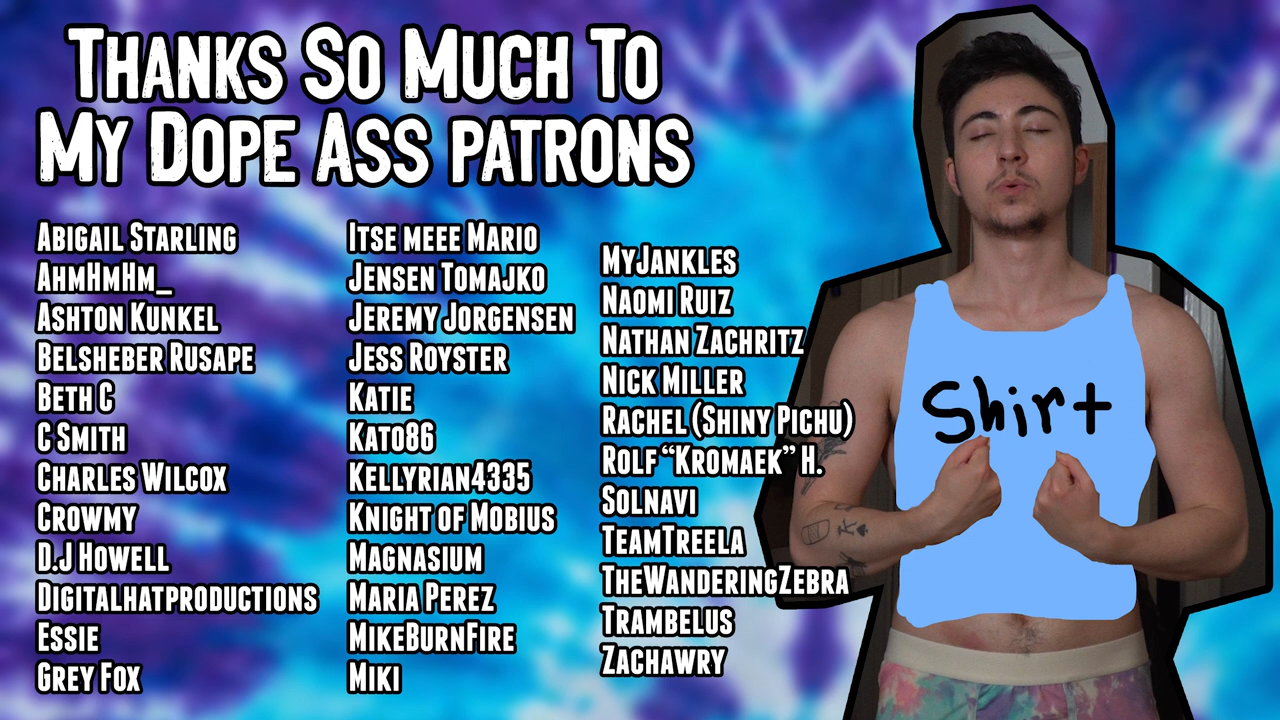 Thanks So Much To
My Dope Ass patrons
Abigail Starling
AhmHmHm_
Ashton Kunkel
Belsheber Rusape
Beth C
C Smith
Charles Wilcox
Crowmy
D.J Howell
Digitalhatproductions
Essie
Grey Fox
Itse meee Mario
Jensen Tomajko
Jeremy Jorgensen
Jess Royster
Katie
Kato86
Kellyrian4335
Knight of Mobius
Magnasium
Maria Perez
MikeBurnFire
Miki
MyJankles
Naomi Ruiz
Nathan Zachritz
Nick Miller
Rachel (Shiny Pichu)
Rolf “Kromaek” H.
Solnavi
TeamTreela
TheWanderingZebra
Trambelus
Zachawry
Shirt